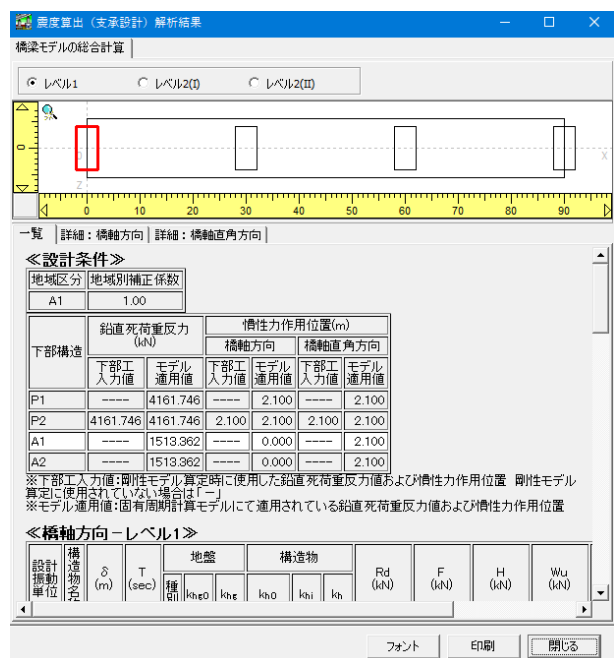 震度算出(支承設計)解析結果
橋梁モデルの総合計算
レベル1 レベル2(I) レベル2(II)
0 X
0
Z
0 10 20 30 40 50 60 70 80 90
一覧 詳細:橋軸方向 詳細:橋軸直角方向
≪設計条件≫
地域区分 地域別補正係数
A1 1.00
下部構造 鉛直死荷重反力(kN) 慣性力作用位置(m)
橋軸方向 橋軸直角方向
下部工入力値 モデル適用値 下部工入力値 モデル適用値 下部工入力値 モデル適用値
P1 ---- 4161.746 ---- 2.100 ---- 2.100
P2 4161.746 4161.746 2.100 2.100 2.100 2.100
A1 ---- 1513.362 ---- 0.000 ---- 2.100
A2 ---- 1513.362 ---- 0.000 ---- 2.100
※下部工入力値:剛性モデル算定時に使用した鉛直死荷重反力値および慣性力作用位置 剛性モデル
算定に使用されていない場合は「-」
※モデル適用値:固有周期計算モデルにて適用されている鉛直死荷重反力値および慣性力作用位置
≪橋軸方向-レベル1≫
設計振動単位 構造物名 δ(m) T(sec) 地盤 構造物 Rd(kN) F(kN) H(kN) Wu(kN)
種別 khg0 khg kh0 khi kh
フォント 印刷 閉じる